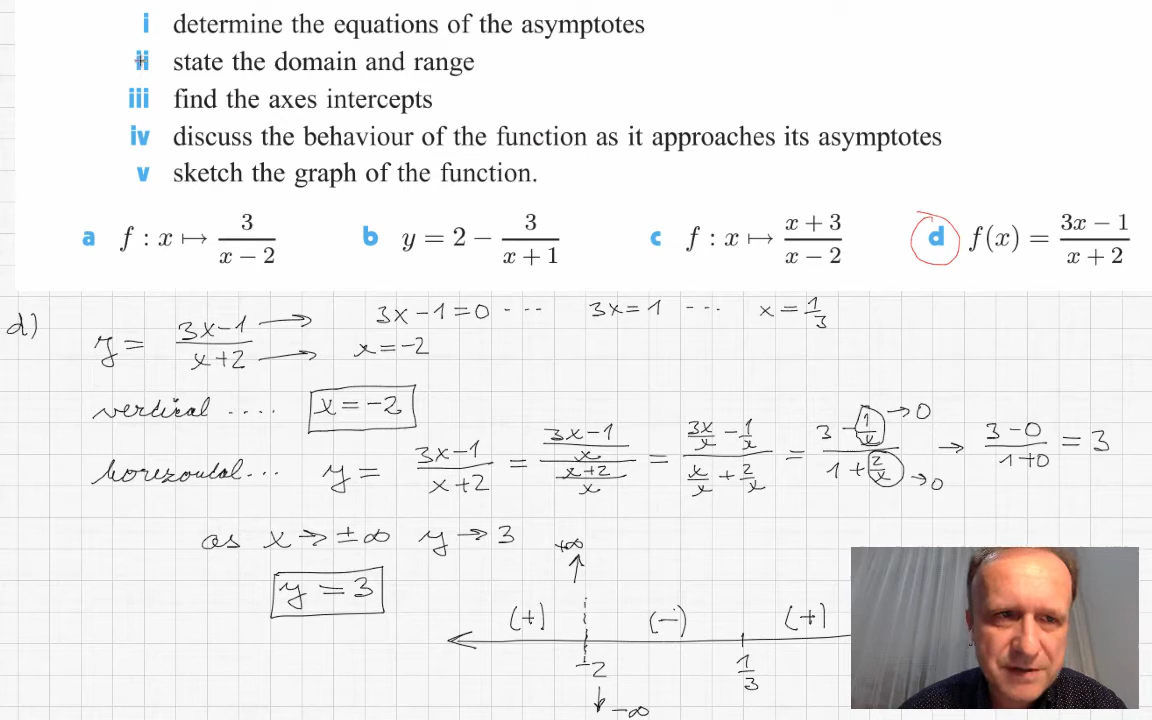 i determine the equations of the asymptotes
ii state the domain and range
iii find the axes intercepts
iv discuss the behaviour of the function as it approaches its asymptotes
v sketch the graph of the function.
a f : x ↦ 3/(x − 2) b y = 2 − 3/(x + 1) c f : x ↦ (x + 3)/(x − 2) d f(x) = (3x − 1)/(x + 2)
d) y = (3x−1)/(x+2) → 3x−1=0 ... 3x=1 ... x=1/3
→ x=−2
vertical .... x=−2
horizontal... y = (3x−1)/(x+2) = ((3x−1)/x)/((x+2)/x) = (3x/x − 1/x)/(x/x + 2/x) = (3 − 1/x)/(1 + 2/x) → (3−0)/(1+0) = 3
→0
→0
as x → ±∞ y → 3
y = 3
+∞
(+) (−) (+)
−2 1/3
−∞